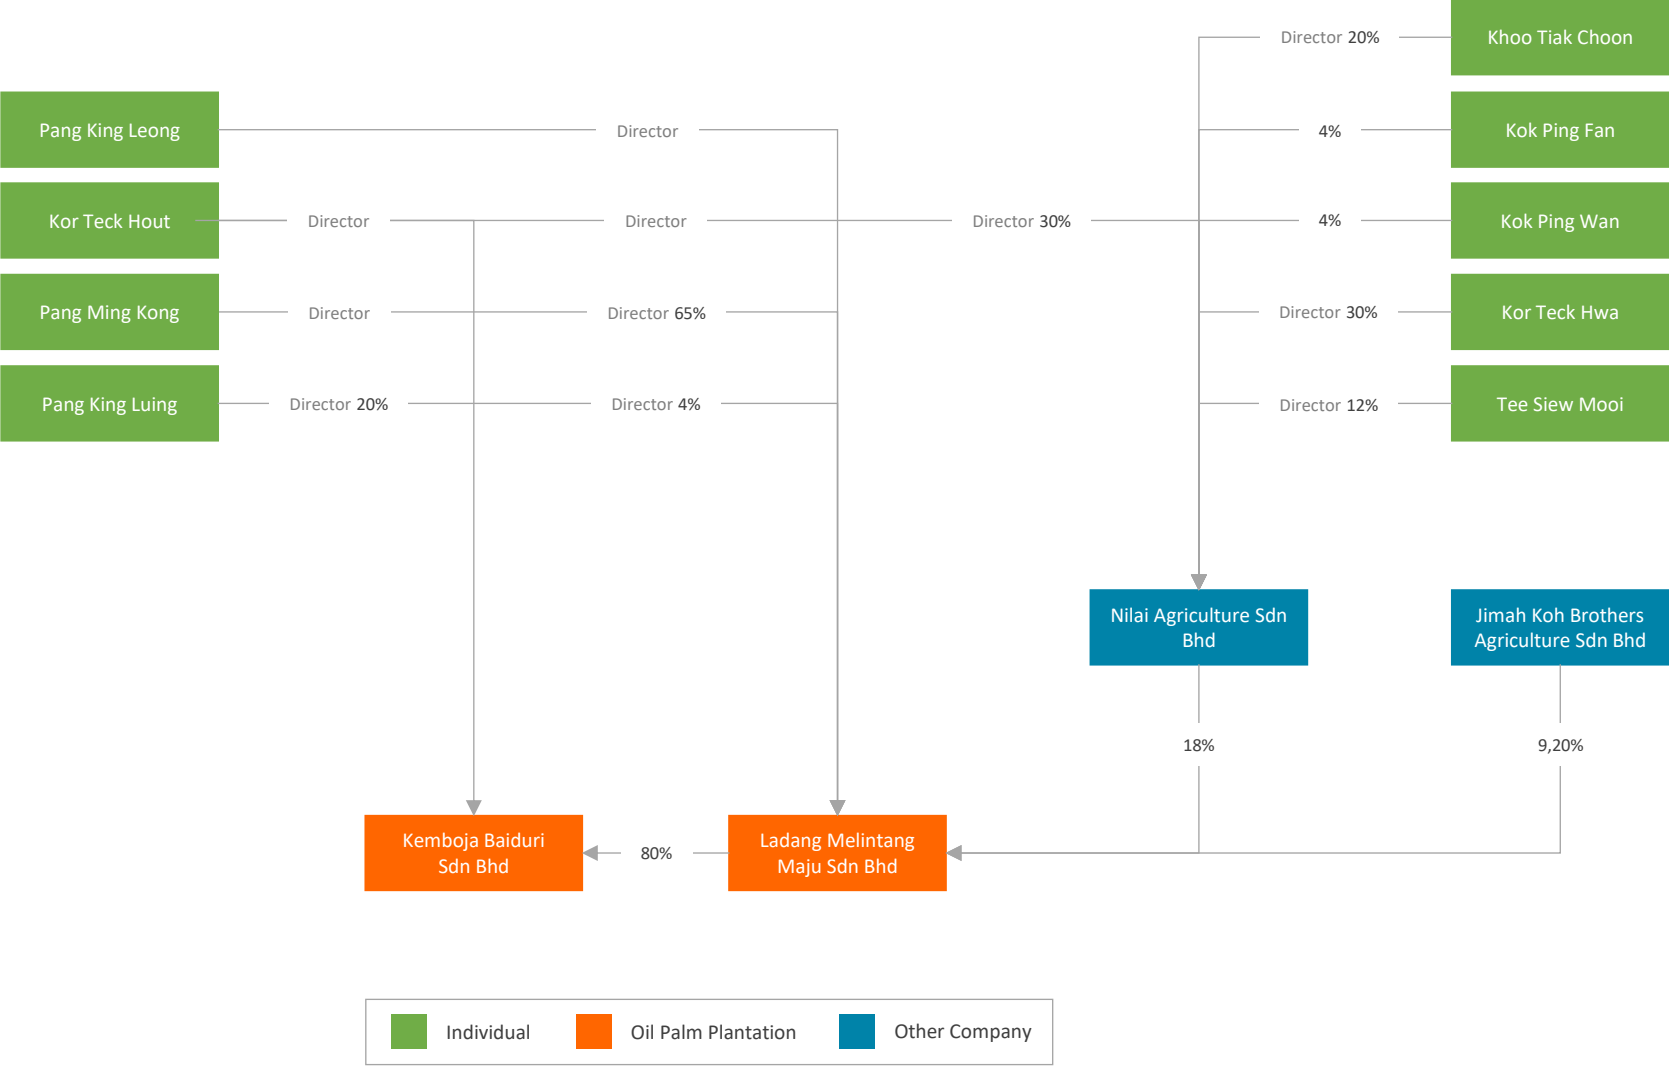 Director 20%
Khoo Tiak Choon
Pang King Leong
Director
4%
Kok Ping Fan
Kor Teck Hout
Director
Director
Director 30%
4%
Kok Ping Wan
Pang Ming Kong
Director
Director 65%
Director 30%
Kor Teck Hwa
Pang King Luing
Director 20%
Director 4%
Director 12%
Tee Siew Mooi
Nilai Agriculture Sdn
Bhd
Jimah Koh Brothers
Agriculture Sdn Bhd
18%
9,20%
Kemboja Baiduri
Sdn Bhd
80%
Ladang Melintang
Maju Sdn Bhd
Individual
Oil Palm Plantation
Other Company